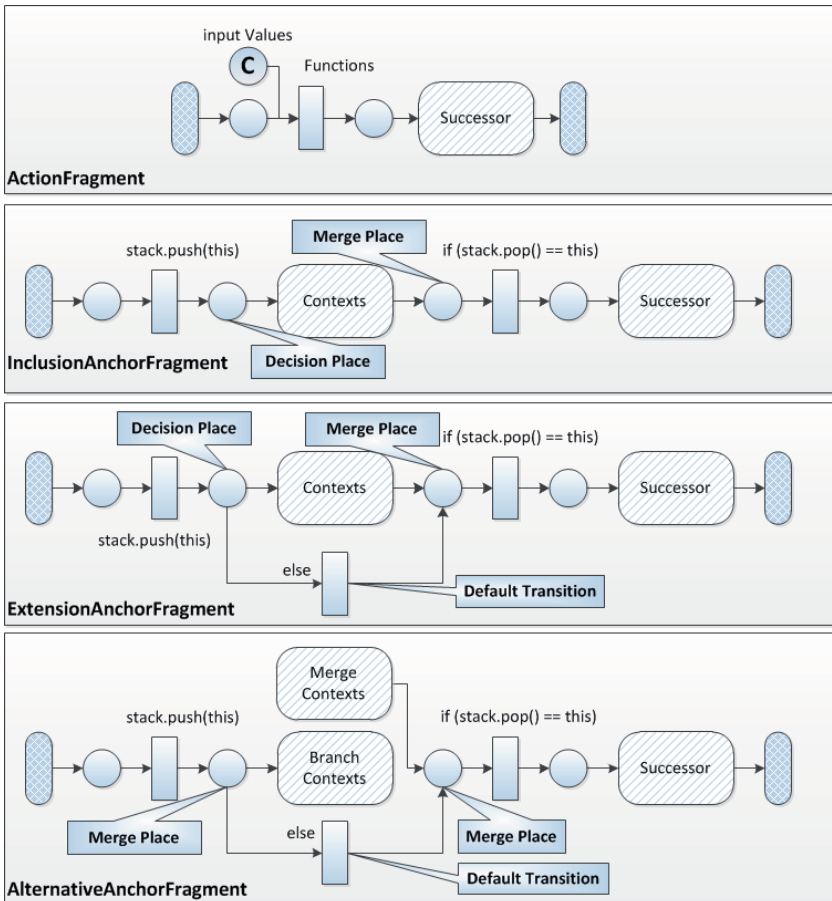 input Values
C
Functions
Successor
ActionFragment
stack.push(this)
Merge Place
if (stack.pop() == this)
Contexts
Successor
Decision Place
InclusionAnchorFragment
Decision Place
Merge Place
if (stack.pop() == this)
Contexts
Successor
stack.push(this)
else
Default Transition
ExtensionAnchorFragment
Merge
Contexts
stack.push(this)
if (stack.pop() == this)
Branch
Contexts
Successor
Merge Place
else
Merge Place
Default Transition
AlternativeAnchorFragment